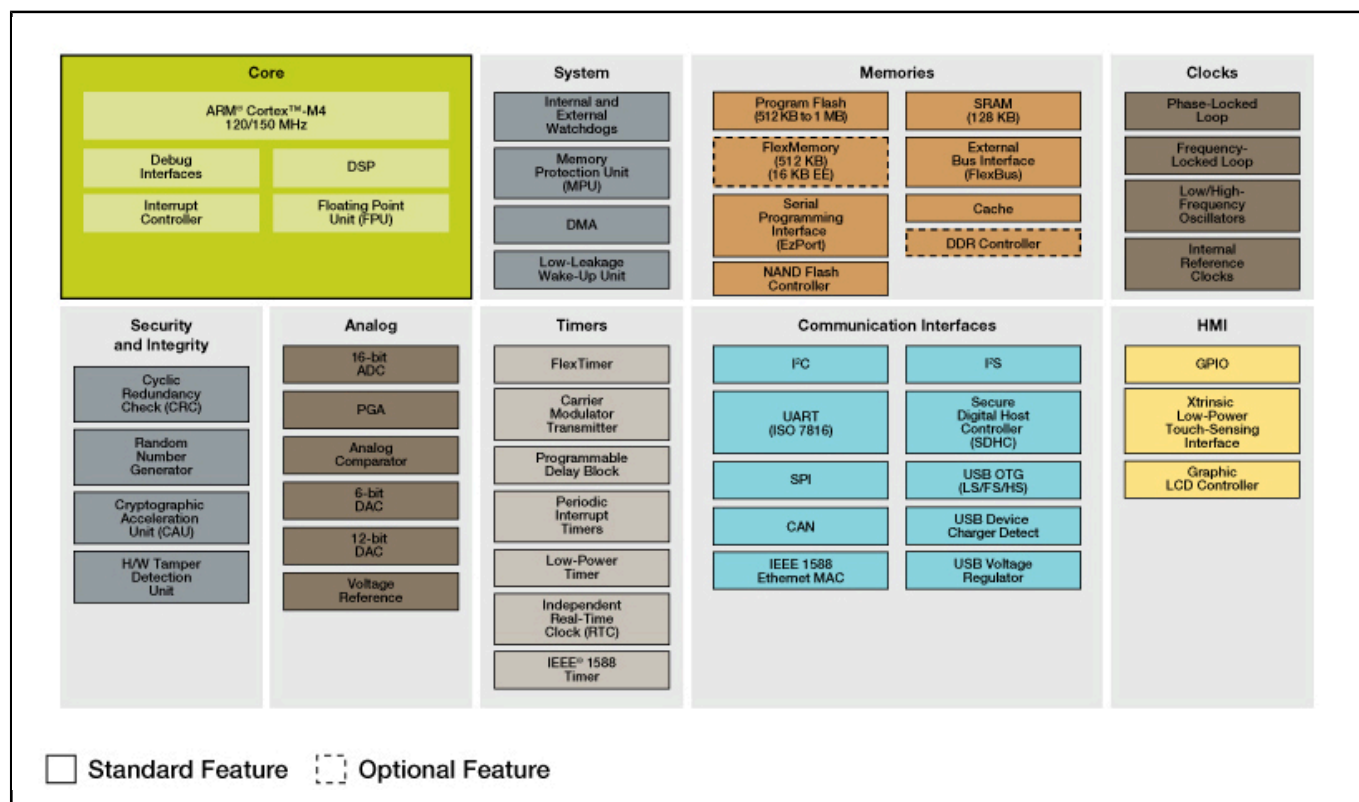 Core
ARM® Cortex™-M4
120/150 MHz
Debug
Interfaces
DSP
Interrupt
Controller
Floating Point
Unit (FPU)
System
Internal and
External
Watchdogs
Memory
Protection Unit
(MPU)
DMA
Low-Leakage
Wake-Up Unit
Memories
Program Flash
(512 KB to 1 MB)
SRAM
(128 KB)
FlexMemory
(512 KB)
(16 KB EE)
External
Bus Interface
(FlexBus)
Serial
Programming
Interface
(EzPort)
Cache
DDR Controller
NAND Flash
Controller
Clocks
Phase-Locked
Loop
Frequency-
Locked Loop
Low/High-
Frequency
Oscillators
Internal
Reference
Clocks
Security
and Integrity
Cyclic
Redundancy
Check (CRC)
Random
Number
Generator
Cryptographic
Acceleration
Unit (CAU)
H/W Tamper
Detection
Unit
Analog
16-bit
ADC
PGA
Analog
Comparator
6-bit
DAC
12-bit
DAC
Voltage
Reference
Timers
FlexTimer
Carrier
Modulator
Transmitter
Programmable
Delay Block
Periodic
Interrupt
Timers
Low-Power
Timer
Independent
Real-Time
Clock (RTC)
IEEE® 1588
Timer
Communication Interfaces
I²C
I²S
UART
(ISO 7816)
Secure
Digital Host
Controller
(SDHC)
SPI
USB OTG
(LS/FS/HS)
CAN
USB Device
Charger Detect
IEEE 1588
Ethernet MAC
USB Voltage
Regulator
HMI
GPIO
Xtrinsic
Low-Power
Touch-Sensing
Interface
Graphic
LCD Controller
Standard Feature
Optional Feature